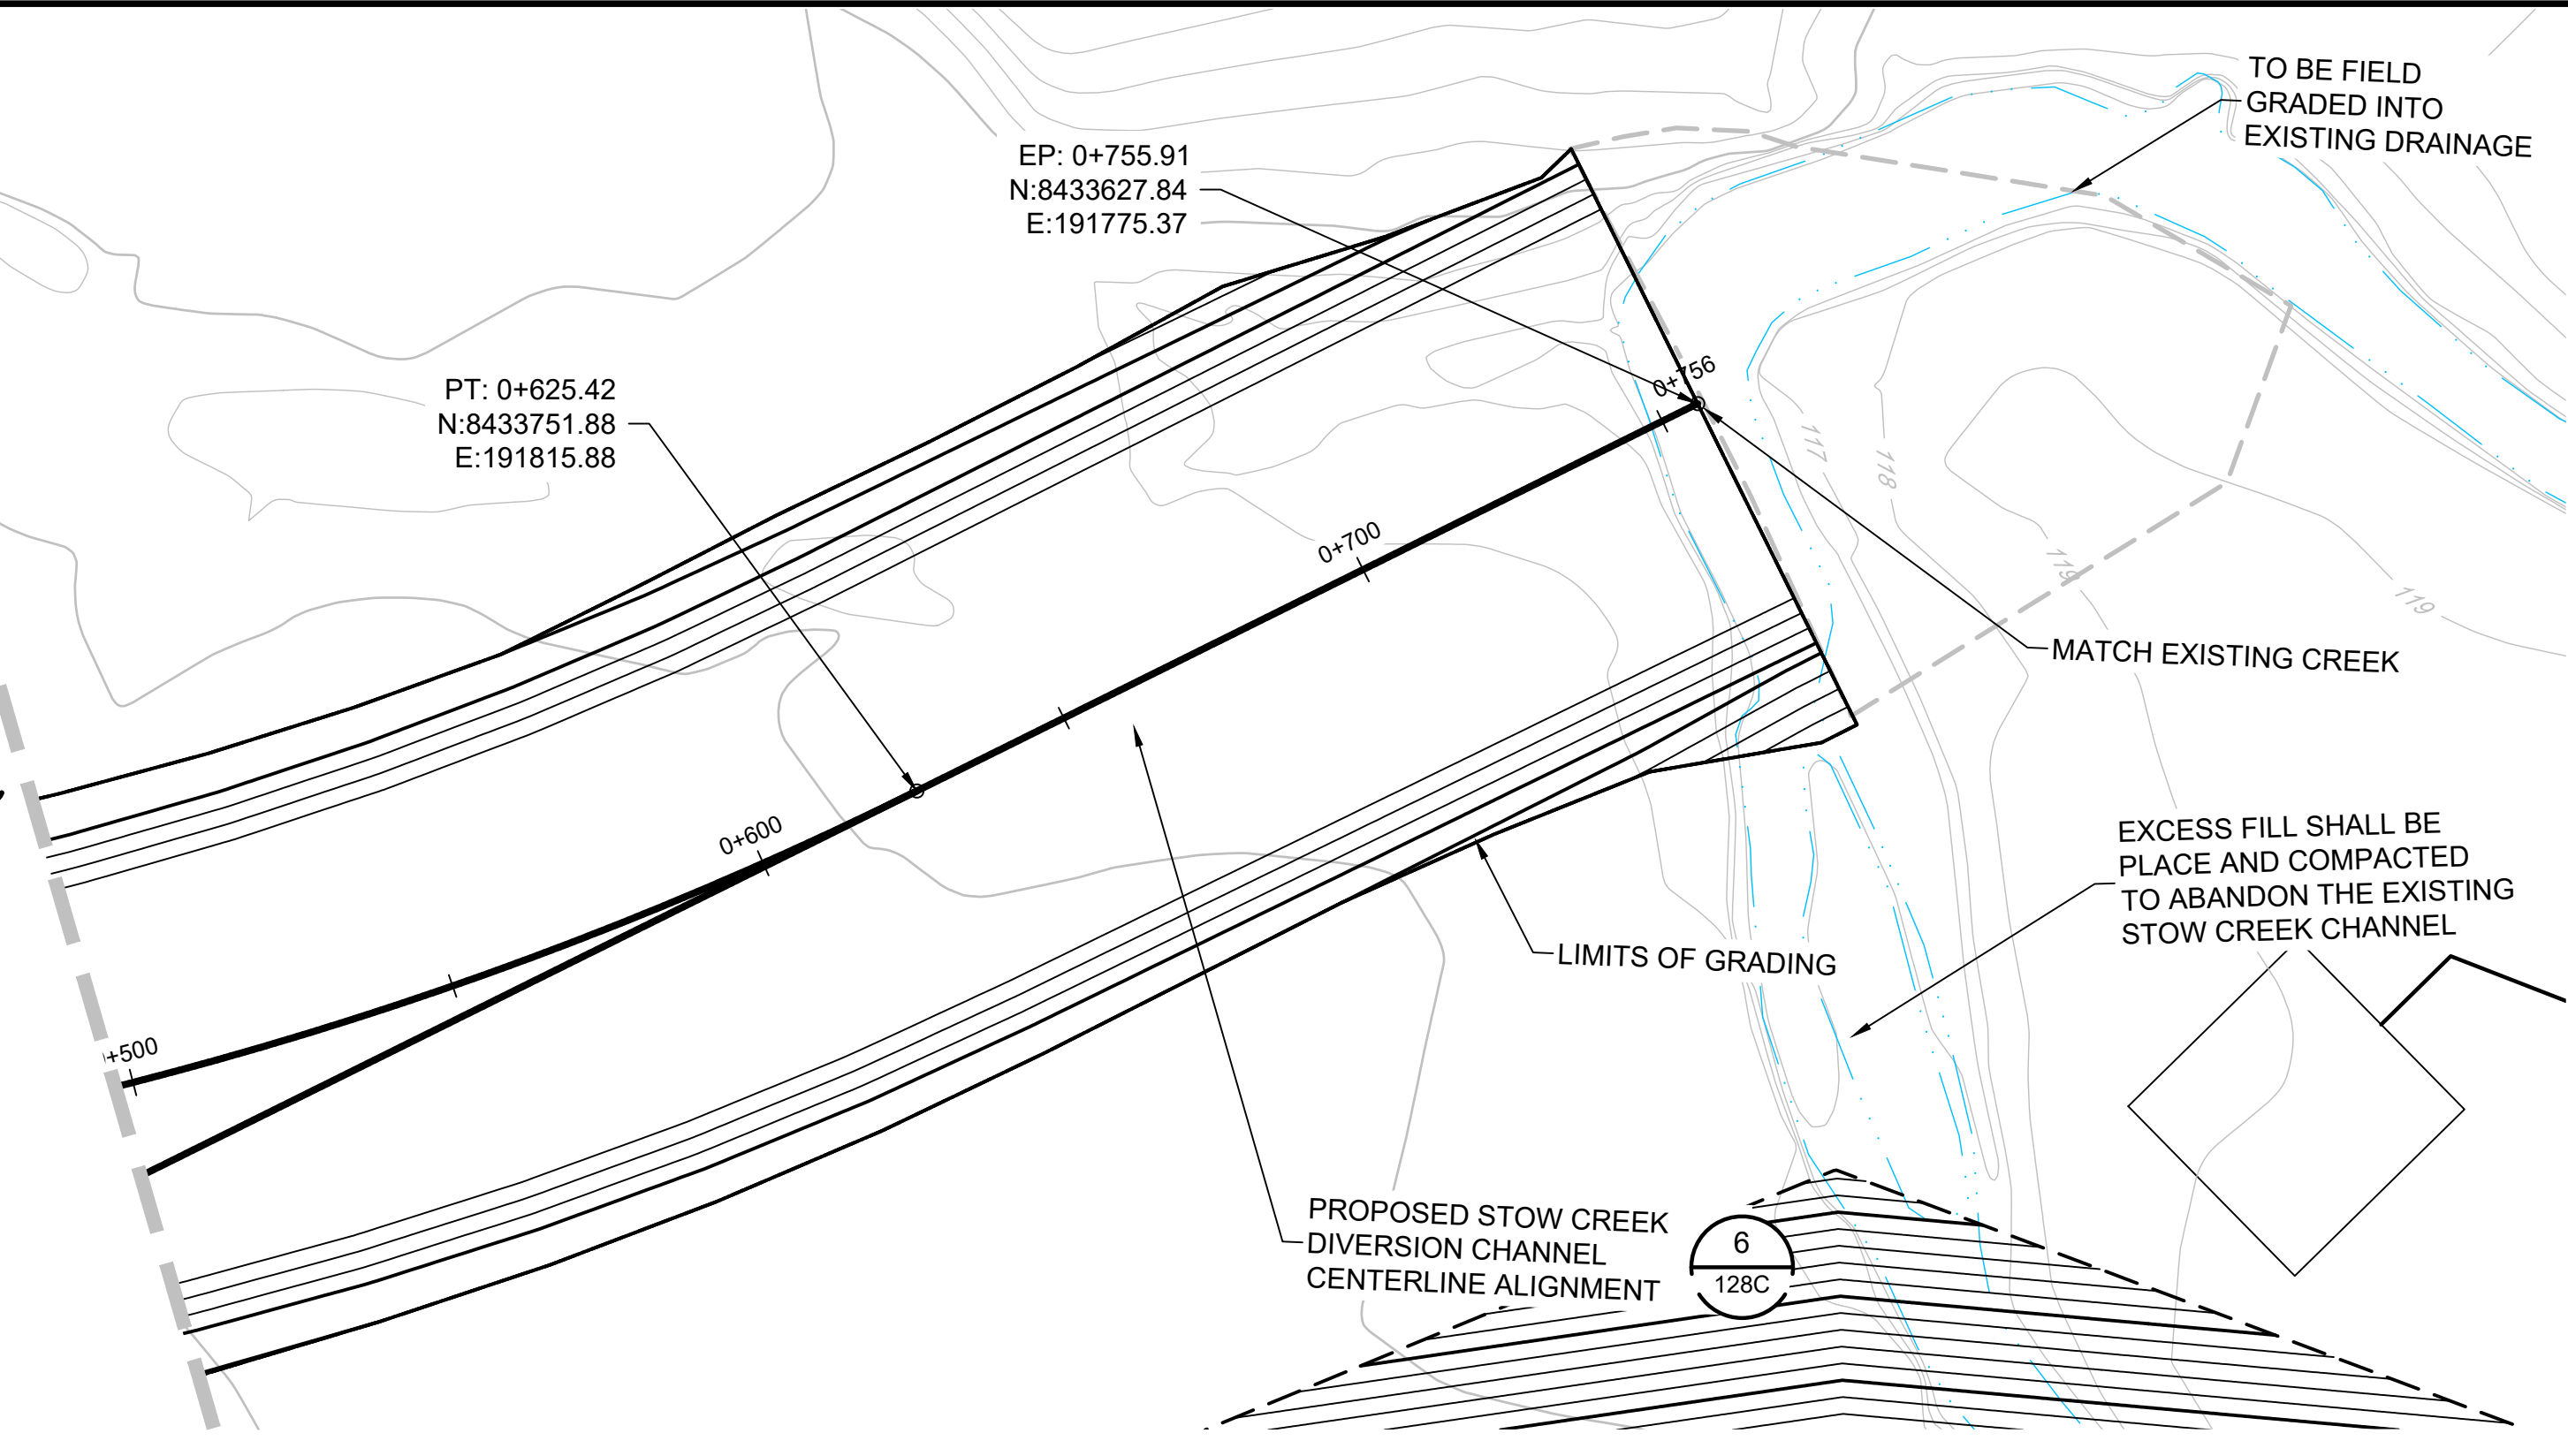 TO BE FIELD
GRADED INTO
EXISTING DRAINAGE
EP: 0+755.91
N:8433627.84
E:191775.37
PT: 0+625.42
N:8433751.88
E:191815.88
0+756
0+700
0+600
+500
117
118
119
119
MATCH EXISTING CREEK
EXCESS FILL SHALL BE
PLACE AND COMPACTED
TO ABANDON THE EXISTING
STOW CREEK CHANNEL
LIMITS OF GRADING
PROPOSED STOW CREEK
DIVERSION CHANNEL
CENTERLINE ALIGNMENT
6
128C